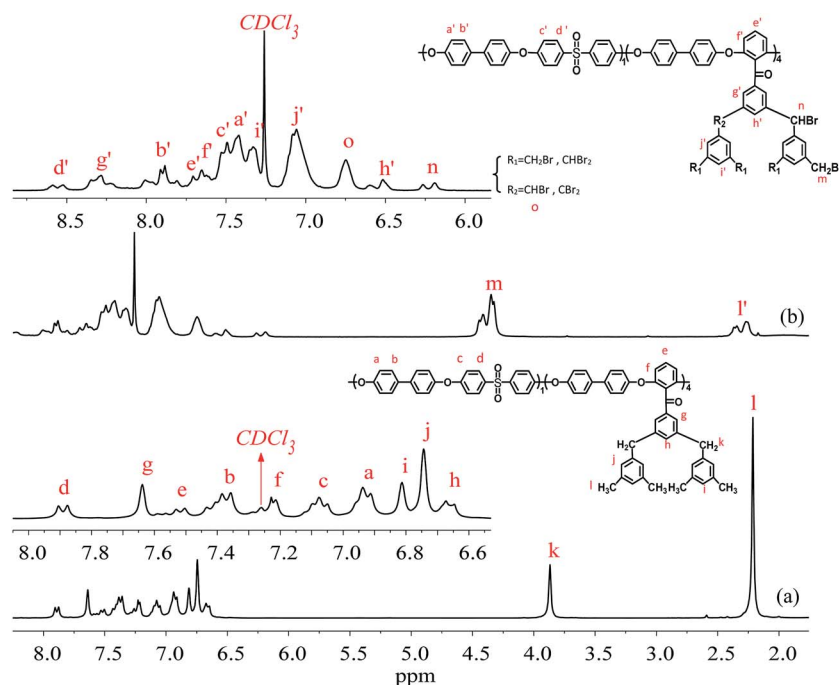 CDCl3
d' g' b' e' f' c' a' i' j' o h' n
8.5 8.0 7.5 7.0 6.5 6.0
a' b' c' d' e' f'
O O S O O O O 1 4
O
g' n
R2 h' CHBr
j' R1 i' R1 R1 CH2B
m
R1=CH2Br , CHBr2
R2=CHBr , CBr2
o
m l'
(b)
a b c d e f
O O S O O O O 1 4
O
g
H2C h CH2 k
j
l H3C CH3 H3C i CH3
CDCl3
d g e b f c a i j h
8.0 7.8 7.6 7.4 7.2 7.0 6.8 6.6
k l
(a)
8.0 7.5 7.0 6.5 6.0 5.5 5.0 4.5 4.0 3.5 3.0 2.5 2.0
ppm